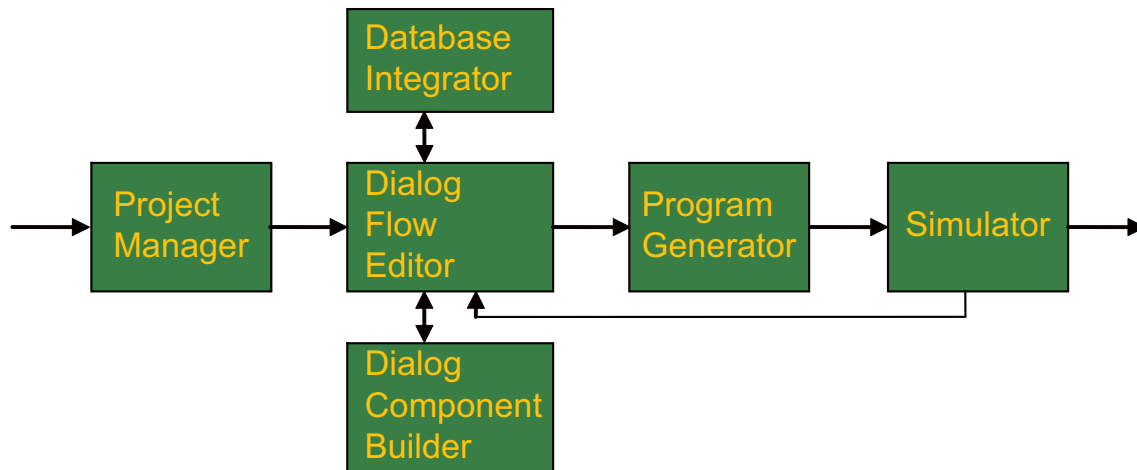 Database
Integrator
Project
Manager
Dialog
Flow
Editor
Program
Generator
Simulator
Dialog
Component
Builder